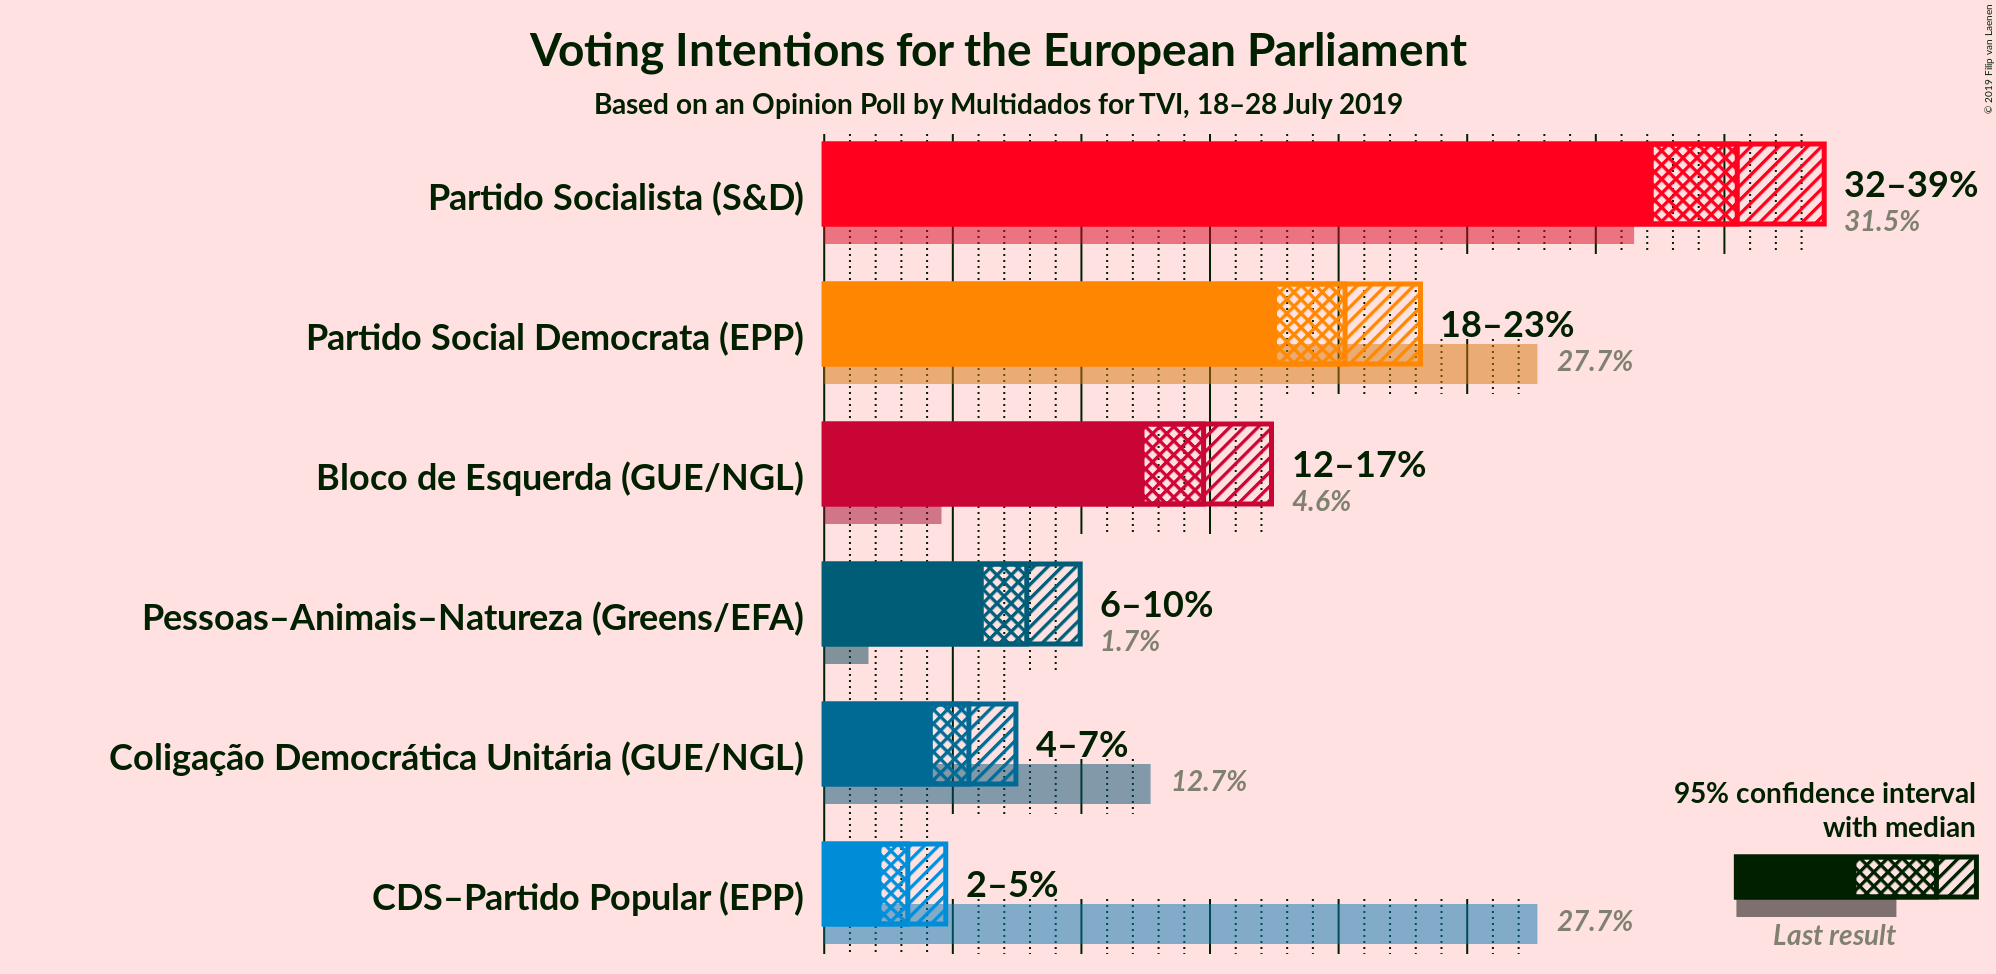 Voting Intentions for the European Parliament
Based on an Opinion Poll by Multidados for TVI, 18–28 July 2019
© 2019 Filip van Laenen
Partido Socialista (S&D)
32–39%
31.5%
Partido Social Democrata (EPP)
18–23%
27.7%
Bloco de Esquerda (GUE/NGL)
12–17%
4.6%
Pessoas–Animais–Natureza (Greens/EFA)
6–10%
1.7%
Coligação Democrática Unitária (GUE/NGL)
4–7%
12.7%
CDS–Partido Popular (EPP)
2–5%
27.7%
95% confidence interval
with median
Last result